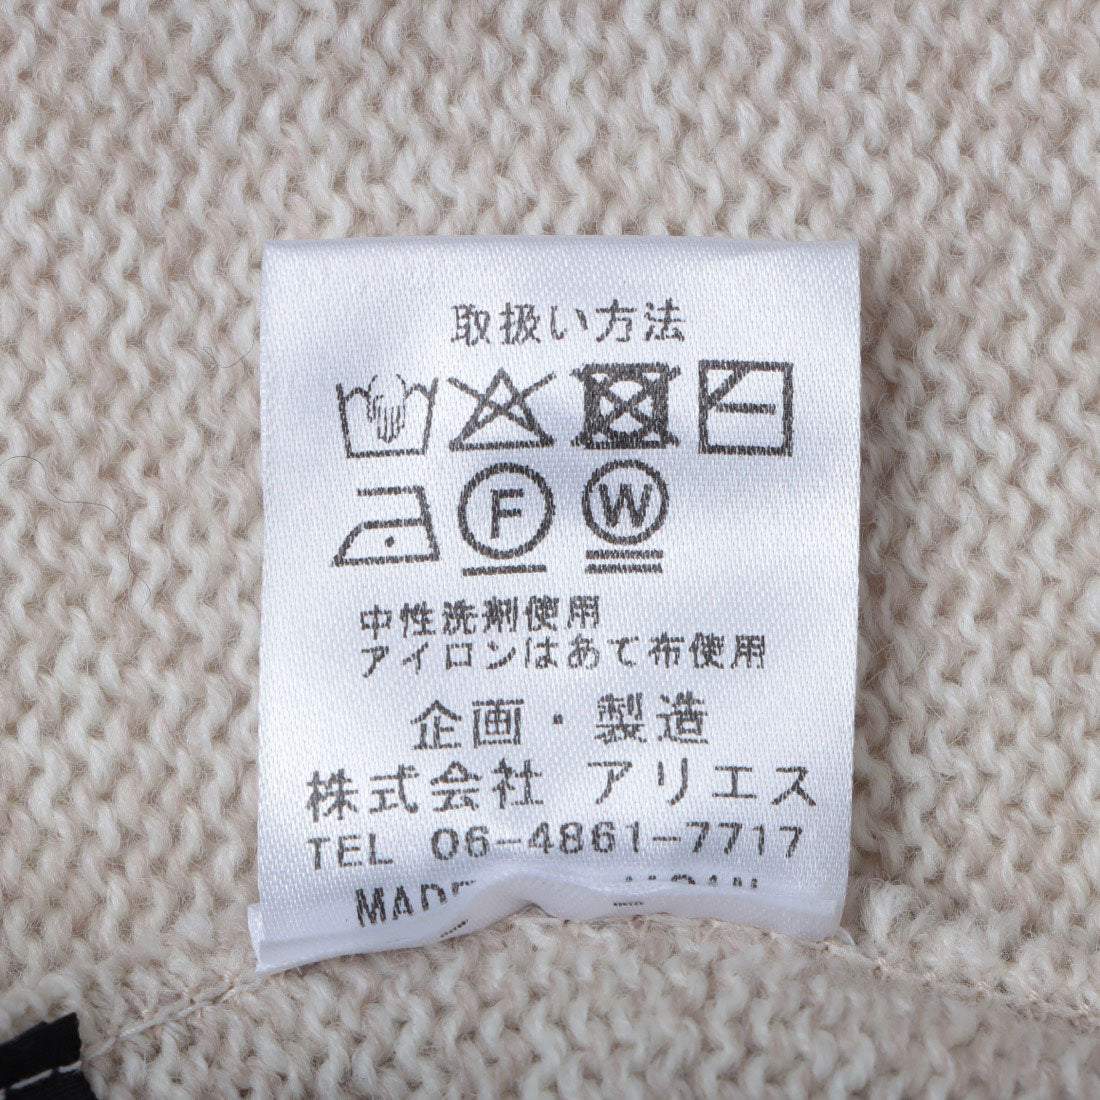 取扱い方法
F W
中性洗剤使用
アイロンはあて布使用
企画・製造
株式会社 アリエス
TEL 06-4861-7717
MADE